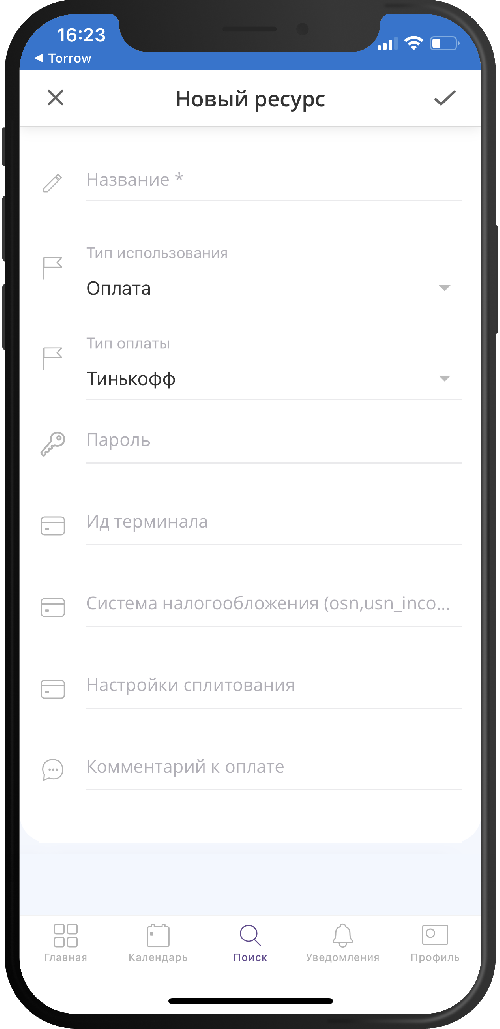 16:23
◀ Torrow
Новый ресурс
Название *
Тип использования
Оплата
Тип оплаты
Тинькофф
Пароль
Ид терминала
Система налогообложения (osn,usn_inco...
Настройки сплитования
Комментарий к оплате
Главная Календарь Поиск Уведомления Профиль